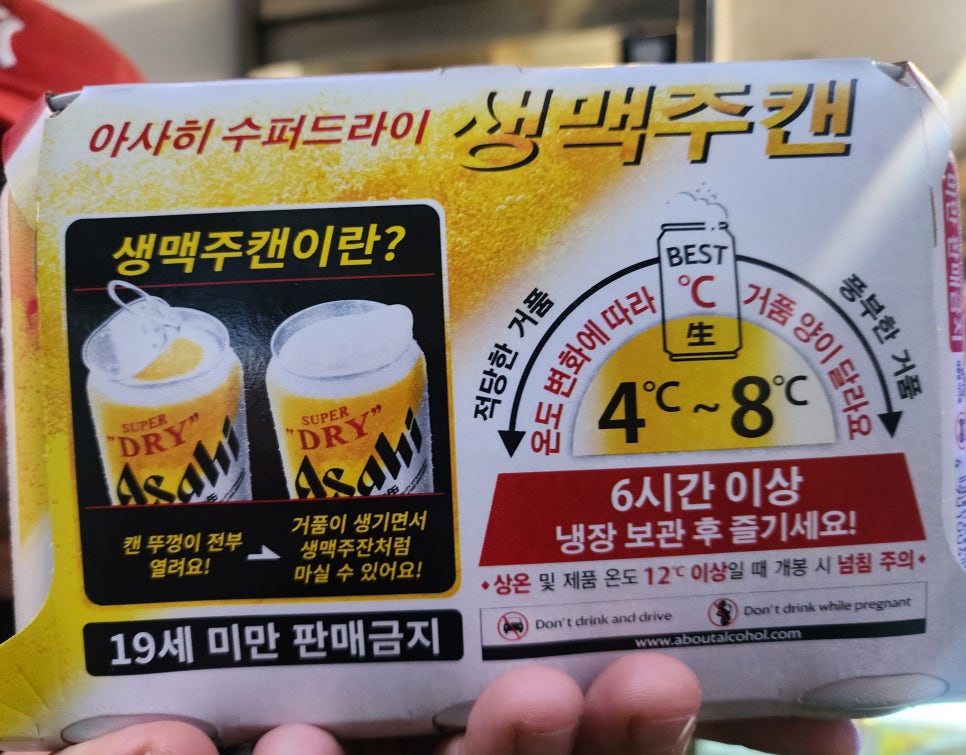 아사히 수퍼드라이 생맥주캔
생맥주캔이란?
SUPER
"DRY"
Asahi
SUPER
"DRY"
Asahi
캔 뚜껑이 전부
열려요!
거품이 생기면서
생맥주잔처럼
마실 수 있어요!
19세 미만 판매금지
BEST
℃
生
적당한 거품
온도 변화에 따라
거품 양이 달라요
풍부한 거품
4℃ ~ 8℃
6시간 이상
냉장 보관 후 즐기세요!
•상온 및 제품 온도 12℃ 이상일 때 개봉 시 넘침 주의•
Don't drink and drive
Don't drink while pregnant
www.aboutalcohol.com